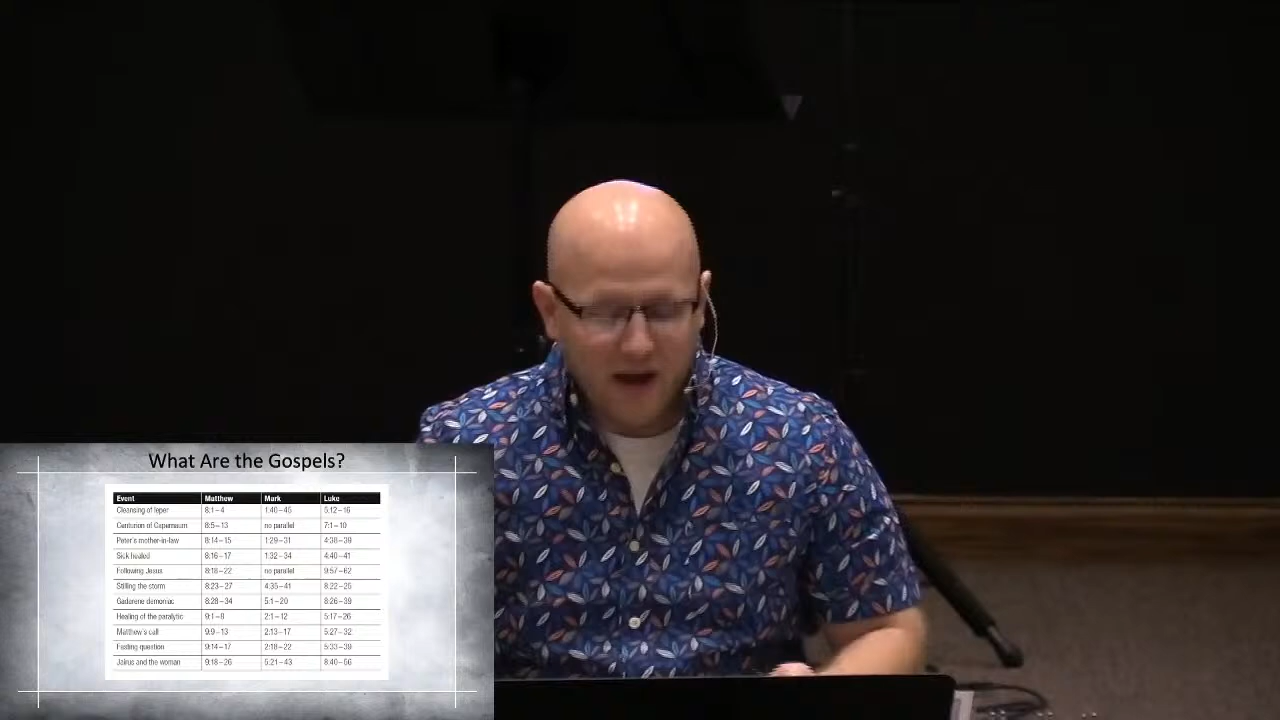 What Are the Gospels?
Event Matthew Mark Luke
Cleansing of leper 8:1–4 1:40–45 5:12–16
Centurion of Capernaum 8:5–13 no parallel 7:1–10
Peter's mother-in-law 8:14–15 1:29–31 4:38–39
Sick healed 8:16–17 1:32–34 4:40–41
Following Jesus 8:18–22 no parallel 9:57–62
Stilling the storm 8:23–27 4:35–41 8:22–25
Gadarene demoniac 8:28–34 5:1–20 8:26–39
Healing of the paralytic 9:1–8 2:1–12 5:17–26
Matthew's call 9:9–13 2:13–17 5:27–32
Fasting question 9:14–17 2:18–22 5:33–39
Jairus and the woman 9:18–26 5:21–43 8:40–56